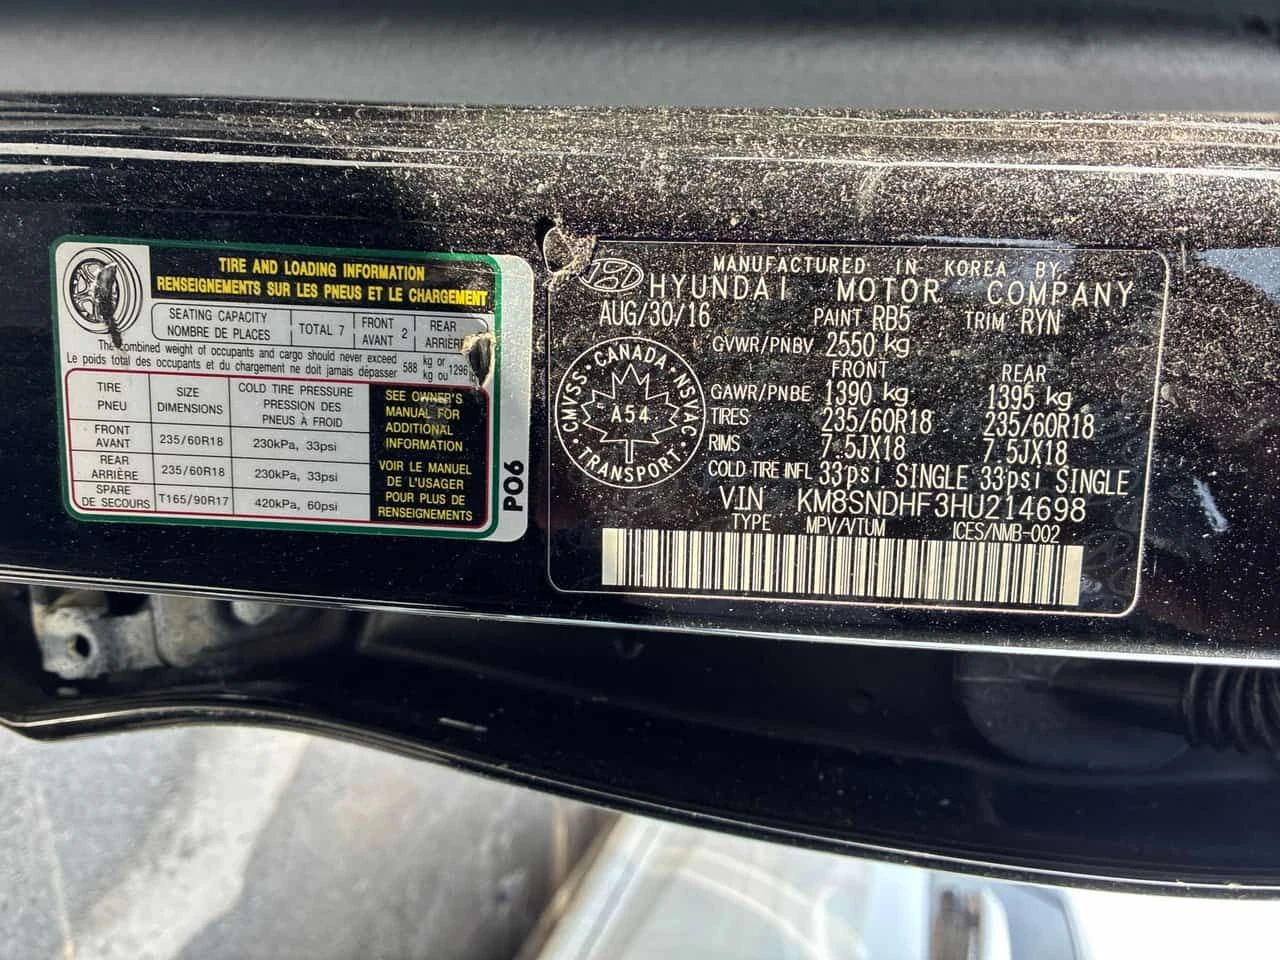 TIRE AND LOADING INFORMATION
RENSEIGNEMENTS SUR LES PNEUS ET LE CHARGEMENT
SEATING CAPACITY
NOMBRE DE PLACES
TOTAL 7
FRONT
AVANT 2
REAR
ARRIÈRE
The combined weight of occupants and cargo should never exceed 588 kg or 1296
Le poids total des occupants et du chargement ne doit jamais dépasser kg ou
TIRE
PNEU
SIZE
DIMENSIONS
COLD TIRE PRESSURE
PRESSION DES
PNEUS À FROID
FRONT
AVANT
235/60R18
230kPa, 33psi
REAR
ARRIÈRE
235/60R18
230kPa, 33psi
SPARE
DE SECOURS
T165/90R17
420kPa, 60psi
SEE OWNER'S
MANUAL FOR
ADDITIONAL
INFORMATION
VOIR LE MANUEL
DE L'USAGER
POUR PLUS DE
RENSEIGNEMENTS
P06
MANUFACTURED IN KOREA BY
HYUNDAI MOTOR COMPANY
AUG/30/16 PAINT RB5 TRIM RYN
GVWR/PNBV 2550 kg
FRONT REAR
GAWR/PNBE 1390 kg 1395 kg
TIRES 235/60R18 235/60R18
RIMS 7.5JX18 7.5JX18
COLD TIRE INFL 33psi SINGLE 33psi SINGLE
VIN KM8SNDHF3HU214698
TYPE MPV/VTUM ICES/NMB-002
CMVSS · CANADA · NSVAC · TRANSPORT
A54